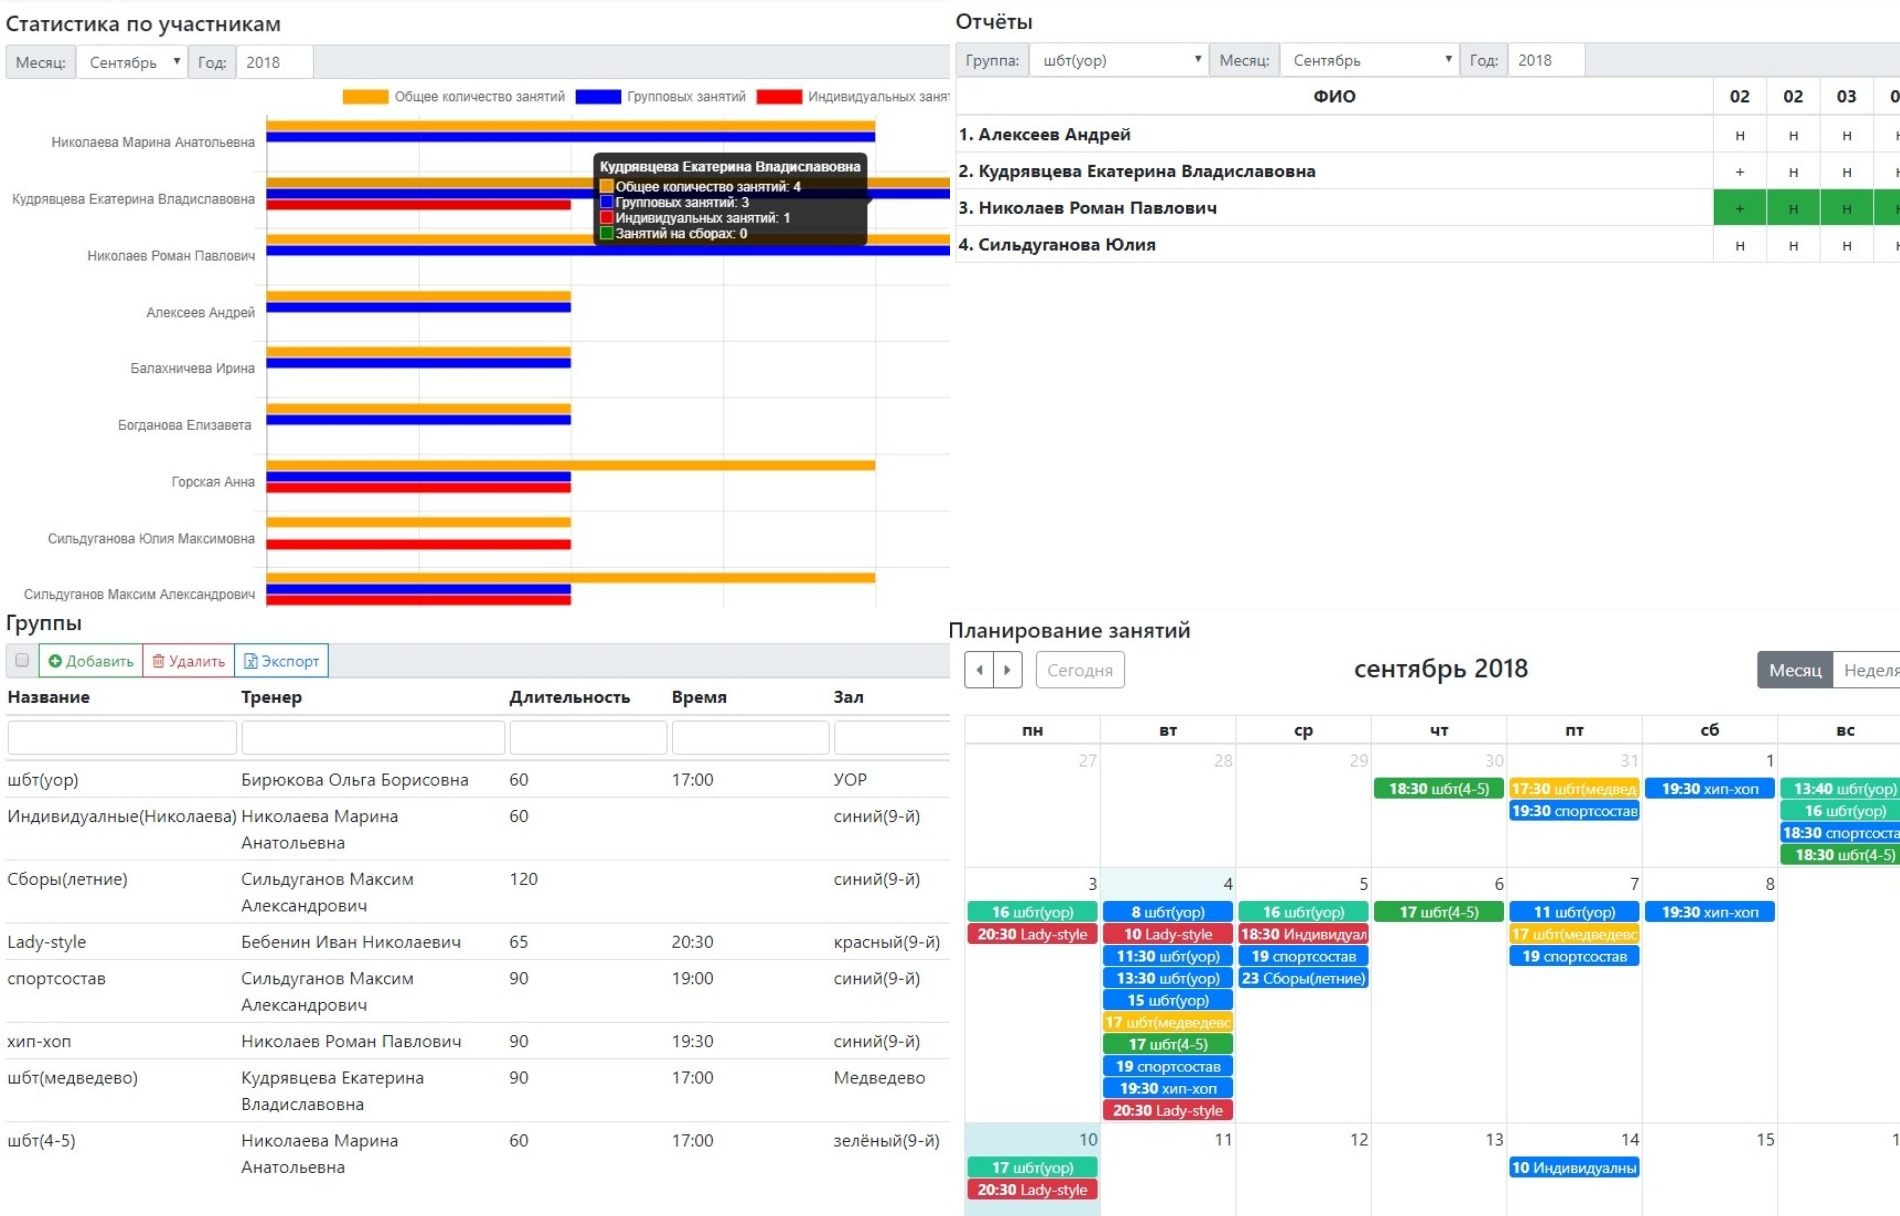 Статистика по участникам
Месяц: Сентябрь Год: 2018
Общее количество занятий Групповых занятий Индивидуальных
Николаева Марина Анатольевна
Кудрявцева Екатерина Владиславовна
Николаев Роман Павлович
Алексеев Андрей
Балахничева Ирина
Богданова Елизавета
Горская Анна
Сильдуганова Юлия Максимовна
Сильдуганов Максим Александрович
Кудрявцева Екатерина Владиславовна
Общее количество занятий: 4
Групповых занятий: 3
Индивидуальных занятий: 1
Занятий на сборах: 0
Отчёты
Группа: шбт(уор) Месяц: Сентябрь Год: 2018
ФИО 02 02 03
1. Алексеев Андрей н н н
2. Кудрявцева Екатерина Владиславовна + н н
3. Николаев Роман Павлович + н н
4. Сильдуганова Юлия н н н
Группы
Добавить Удалить Экспорт
Название Тренер Длительность Время Зал
шбт(уор) Бирюкова Ольга Борисовна 60 17:00 УОР
Индивидуалные(Николаева) Николаева Марина 60 синий(9-й)
Анатольевна
Сборы(летние) Сильдуганов Максим 120 синий(9-й)
Александрович
Lady-style Бебенин Иван Николаевич 65 20:30 красный(9-й)
спортсостав Сильдуганов Максим 90 19:00 синий(9-й)
Александрович
хип-хоп Николаев Роман Павлович 90 19:30 синий(9-й)
шбт(медведево) Кудрявцева Екатерина 90 17:00 Медведево
Владиславовна
шбт(4-5) Николаева Марина 60 17:00 зелёный(9-й)
Анатольевна
Планирование занятий
Сегодня сентябрь 2018 Месяц Неделя
пн вт ср чт пт сб вс
27 28 29 30 31 1
18:30 шбт(4-5) 17:30 шбт(медвед 19:30 хип-хоп 13:40 шбт(уор)
19:30 спортсостав 16 шбт(уор)
18:30 спортсоста
18:30 шбт(4-5)
3 4 5 6 7 8
16 шбт(уор) 8 шбт(уор) 16 шбт(уор) 17 шбт(4-5) 11 шбт(уор) 19:30 хип-хоп
20:30 Lady-style 10 Lady-style 18:30 Индивидуал 17 шбт(медведевс
11:30 шбт(уор) 19 спортсостав 19 спортсостав
13:30 шбт(уор) 23 Сборы(летние)
15 шбт(уор)
17 шбт(медведевс
17 шбт(4-5)
19 спортсостав
19:30 хип-хоп
20:30 Lady-style
10 11 12 13 14 15
17 шбт(уор) 10 Индивидуалны
20:30 Lady-style